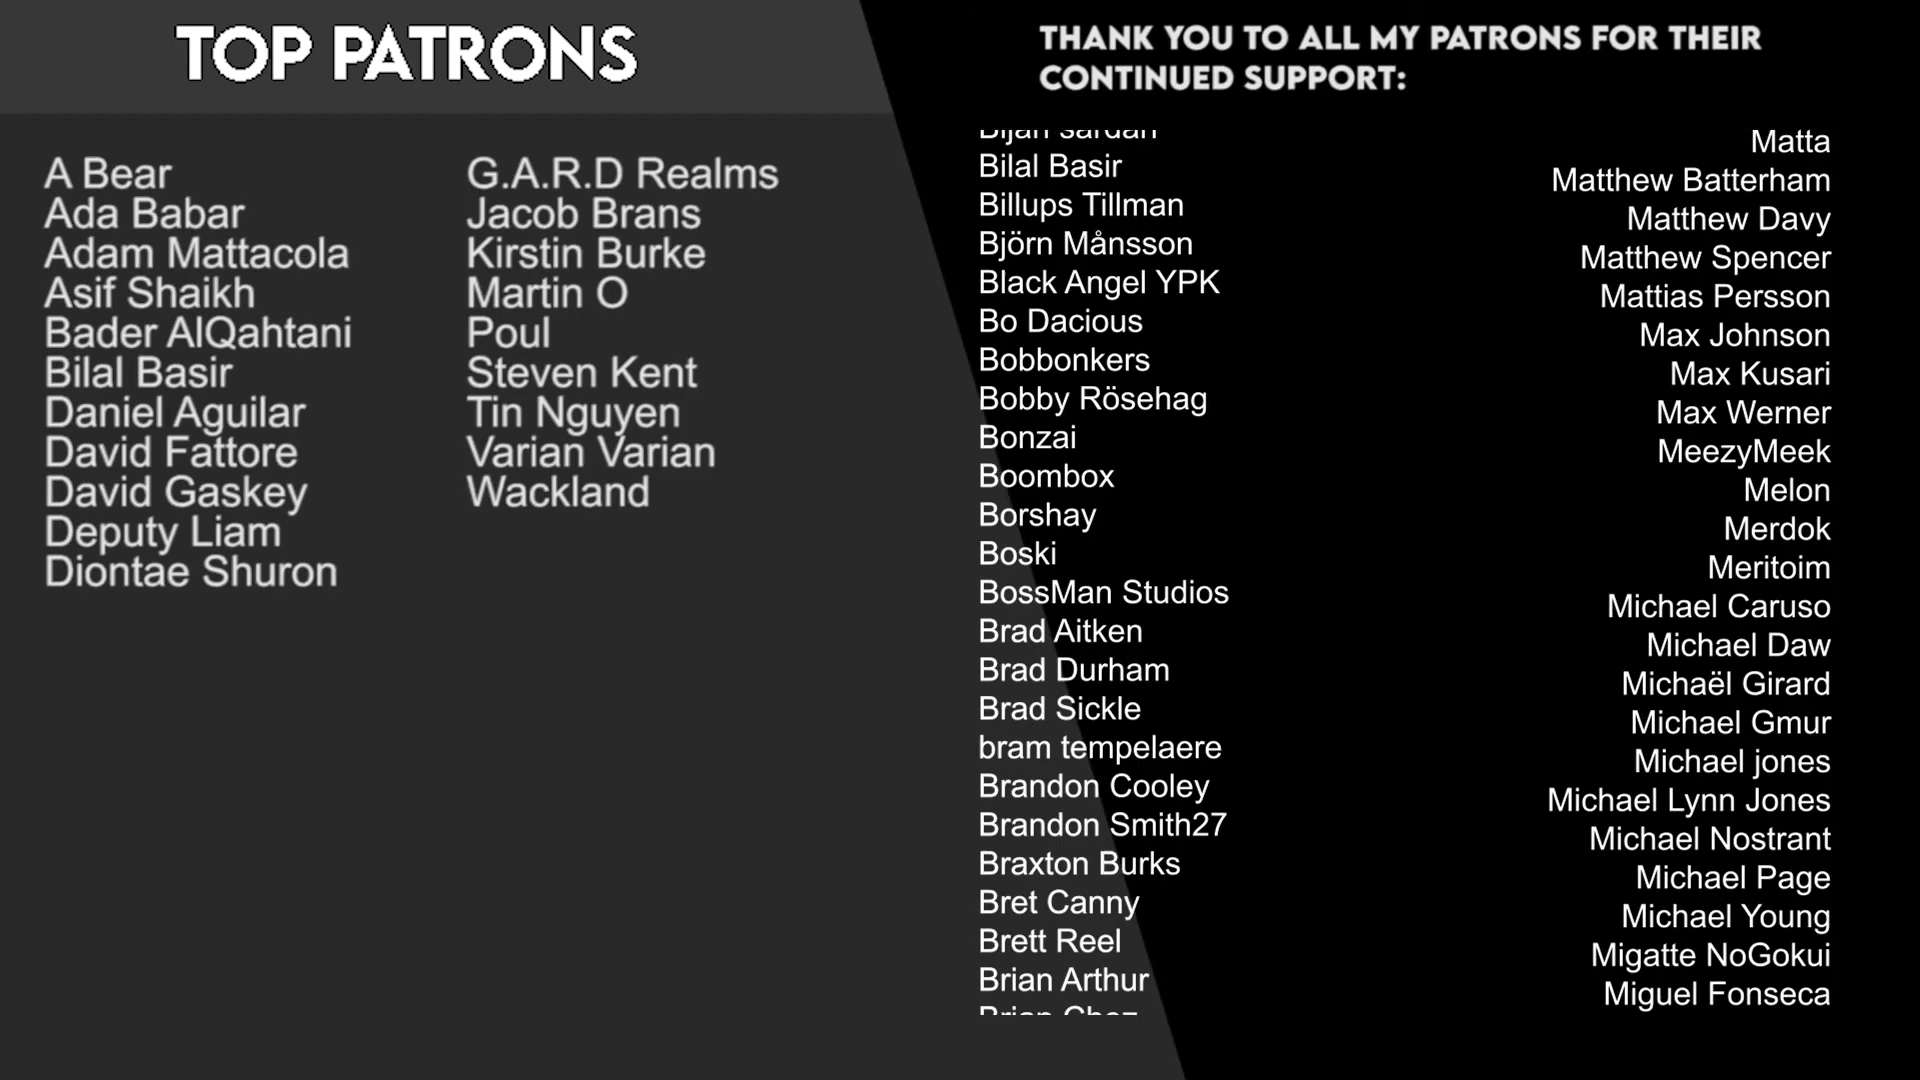 TOP PATRONS
A Bear
Ada Babar
Adam Mattacola
Asif Shaikh
Bader AlQahtani
Bilal Basir
Daniel Aguilar
David Fattore
David Gaskey
Deputy Liam
Diontae Shuron
G.A.R.D Realms
Jacob Brans
Kirstin Burke
Martin O
Poul
Steven Kent
Tin Nguyen
Varian Varian
Wackland
THANK YOU TO ALL MY PATRONS FOR THEIR
CONTINUED SUPPORT:
Bilal Basir
Billups Tillman
Björn Månsson
Black Angel YPK
Bo Dacious
Bobbonkers
Bobby Rösehag
Bonzai
Boombox
Borshay
Boski
BossMan Studios
Brad Aitken
Brad Durham
Brad Sickle
bram tempelaere
Brandon Cooley
Brandon Smith27
Braxton Burks
Bret Canny
Brett Reel
Brian Arthur
Matta
Matthew Batterham
Matthew Davy
Matthew Spencer
Mattias Persson
Max Johnson
Max Kusari
Max Werner
MeezyMeek
Melon
Merdok
Meritoim
Michael Caruso
Michael Daw
Michaël Girard
Michael Gmur
Michael jones
Michael Lynn Jones
Michael Nostrant
Michael Page
Michael Young
Migatte NoGokui
Miguel Fonseca